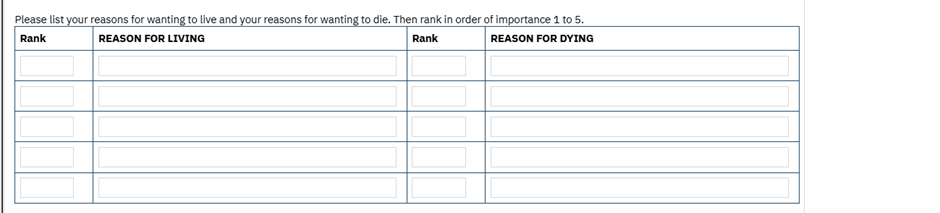 Please list your reasons for wanting to live and your reasons for wanting to die. Then rank in order of importance 1 to 5.
Rank REASON FOR LIVING Rank REASON FOR DYING